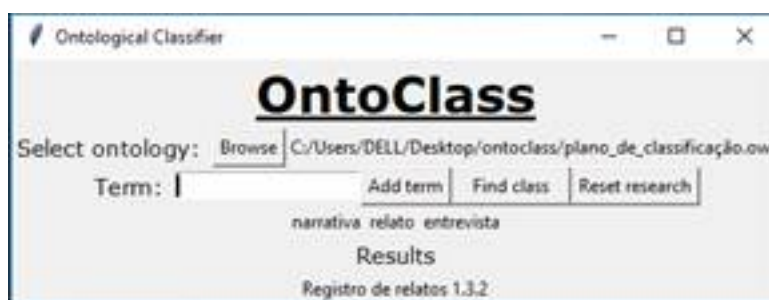 Ontological Classifier
OntoClass
Select ontology: Browse C:/Users/DELL/Desktop/ontoclass/plano_de_classificação.ow
Term: Add term Find class Reset research
narrativa relato entrevista
Results
Registro de relatos 1.3.2